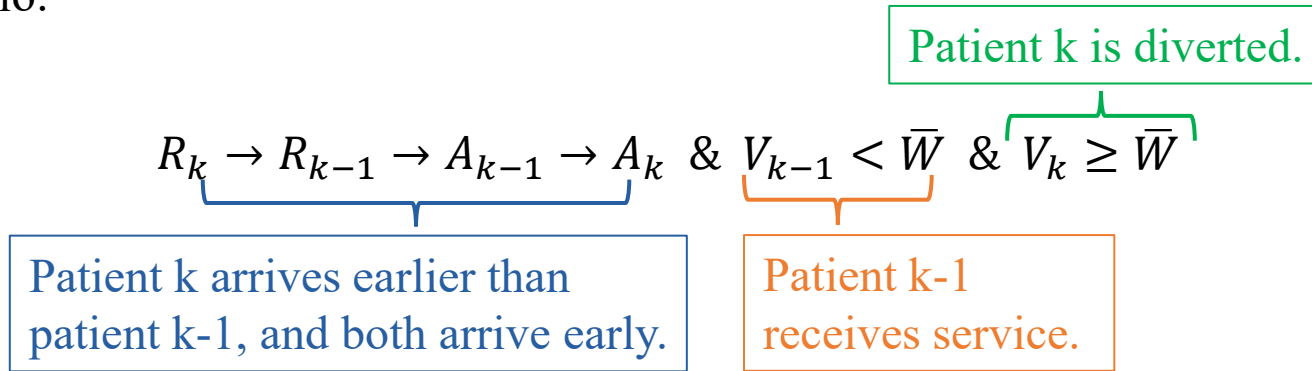 Patient k is diverted.
R_k → R_{k−1} → A_{k−1} → A_k & V_{k−1} < W̅ & V_k ≥ W̅
Patient k arrives earlier than
patient k-1, and both arrive early.
Patient k-1
receives service.